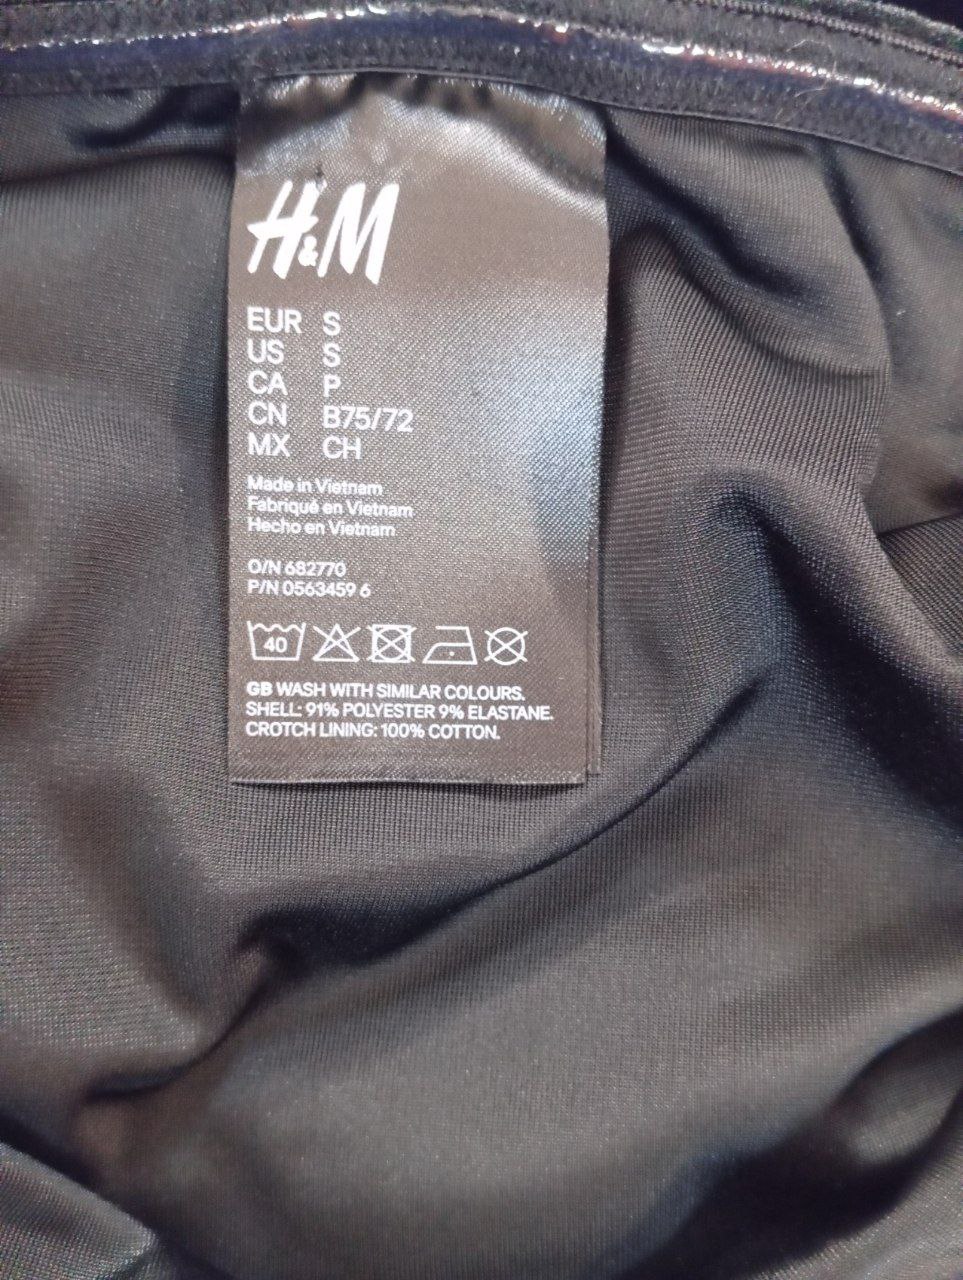 H&M
EUR S
US S
CA P
CN B75/72
MX CH
Made in Vietnam
Fabriqué en Vietnam
Hecho en Vietnam
O/N 682770
P/N 0563459 6
40
GB WASH WITH SIMILAR COLOURS.
SHELL: 91% POLYESTER 9% ELASTANE.
CROTCH LINING: 100% COTTON.